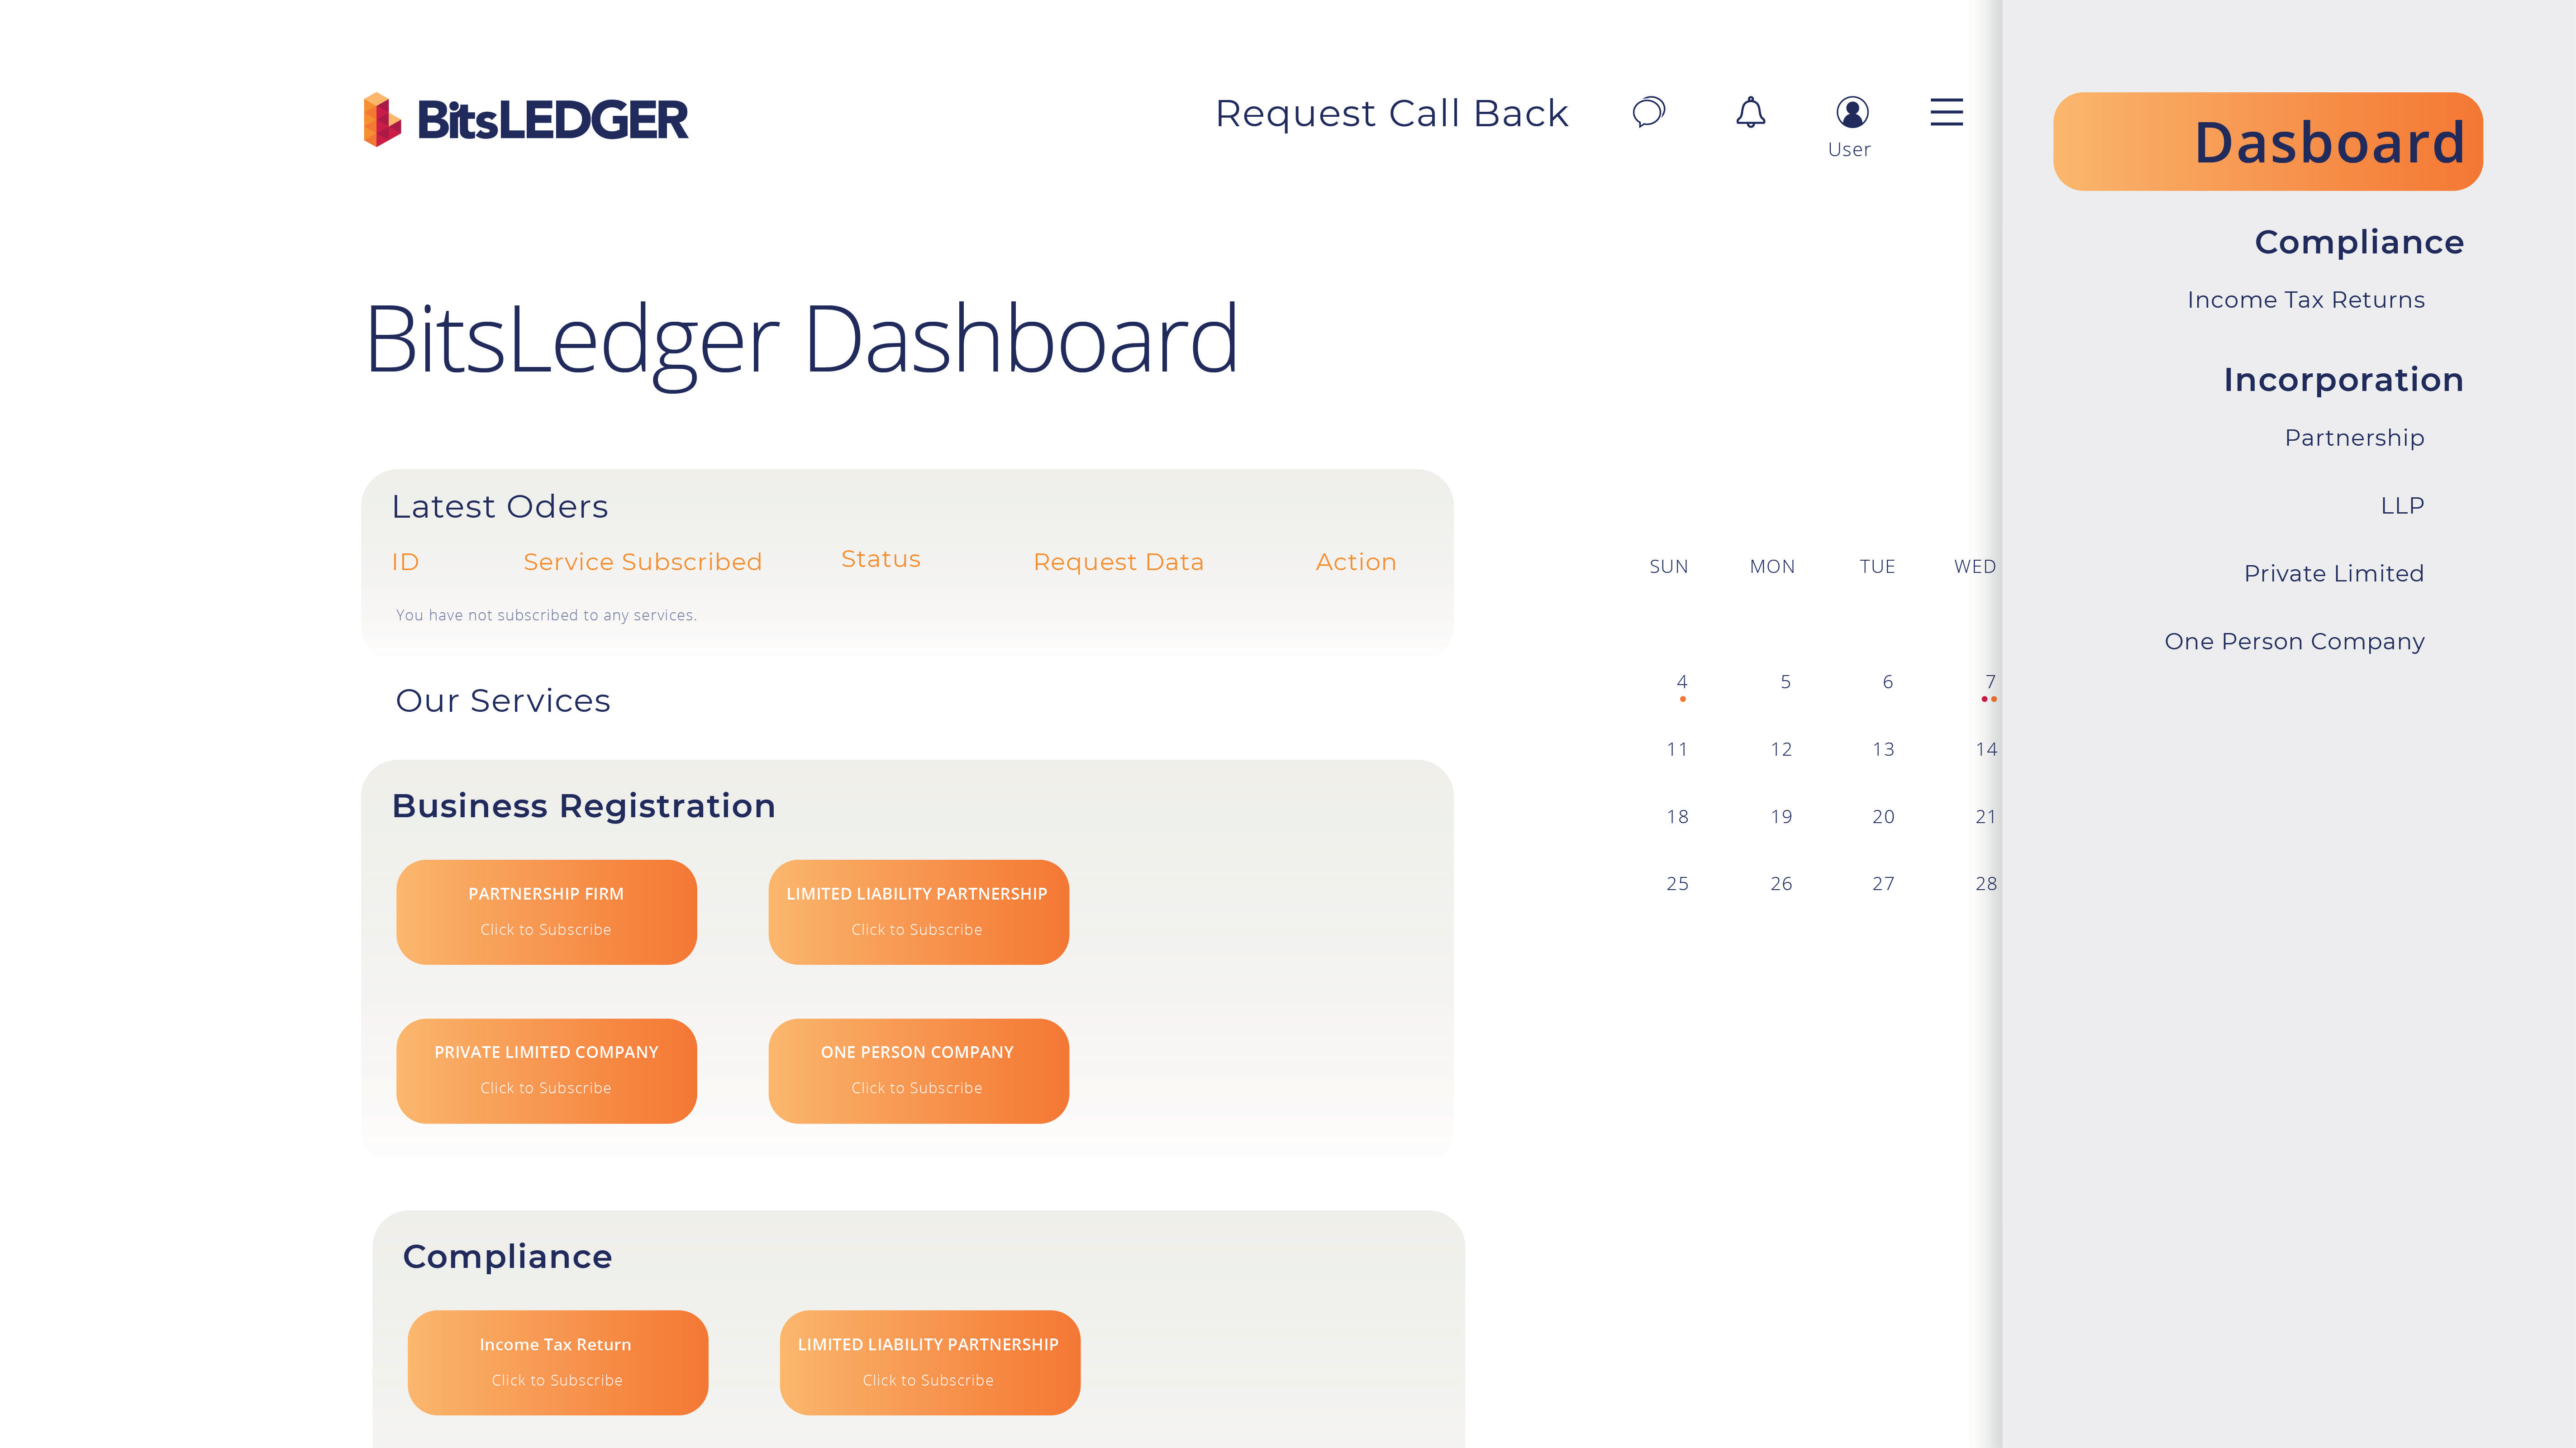 BitsLEDGER
Request Call Back
User
BitsLedger Dashboard
Latest Oders
ID Service Subscribed Status Request Data Action
You have not subscribed to any services.
Our Services
Business Registration
PARTNERSHIP FIRM
Click to Subscribe
LIMITED LIABILITY PARTNERSHIP
Click to Subscribe
PRIVATE LIMITED COMPANY
Click to Subscribe
ONE PERSON COMPANY
Click to Subscribe
Compliance
Income Tax Return
Click to Subscribe
LIMITED LIABILITY PARTNERSHIP
Click to Subscribe
SUN MON TUE WED
4 5 6 7
11 12 13 14
18 19 20 21
25 26 27 28
Dasboard
Compliance
Income Tax Returns
Incorporation
Partnership
LLP
Private Limited
One Person Company